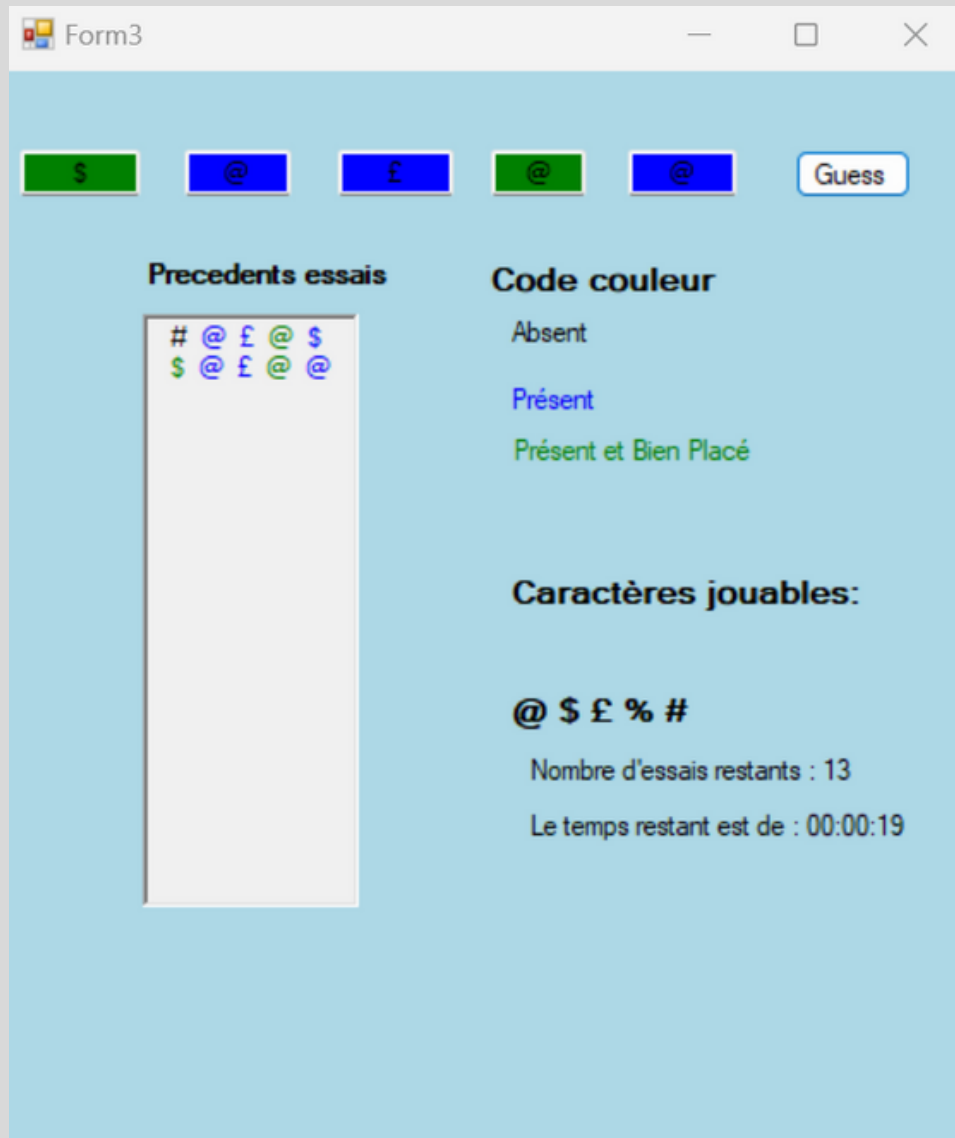 Form3
$ @ £ @ @ Guess
Precedents essais
# @ £ @ $
$ @ £ @ @
Code couleur
Absent
Présent
Présent et Bien Placé
Caractères jouables:
@ $ £ % #
Nombre d'essais restants : 13
Le temps restant est de : 00:00:19